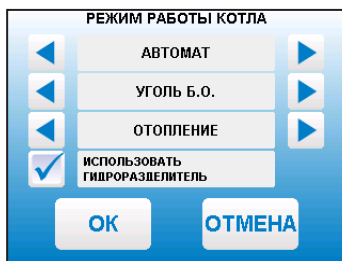 РЕЖИМ РАБОТЫ КОТЛА
АВТОМАТ
УГОЛЬ Б.О.
ОТОПЛЕНИЕ
ИСПОЛЬЗОВАТЬ
ГИДРОРАЗДЕЛИТЕЛЬ
ОК
ОТМЕНА